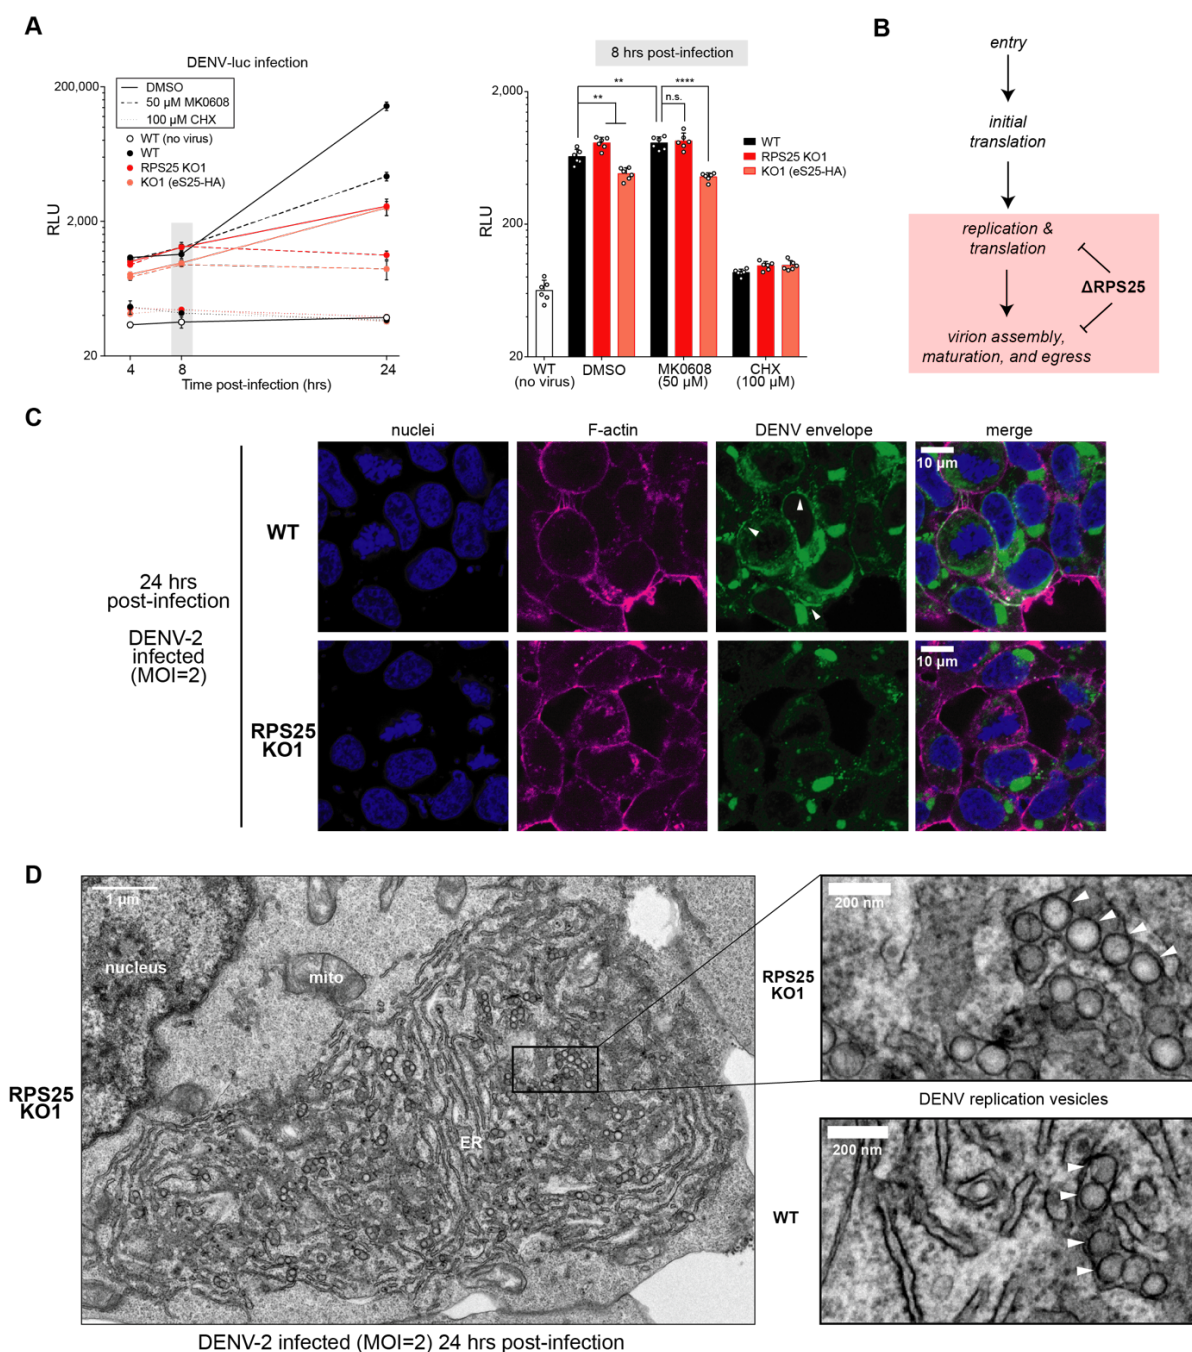 A
DENV-luc infection
200,000
2,000
20
RLU
DMSO
50 µM MK0608
100 µM CHX
WT (no virus)
WT
RPS25 KO1
KO1 (eS25-HA)
4
8
24
Time post-infection (hrs)
8 hrs post-infection
2,000
200
20
RLU
**
****
**
n.s.
WT
RPS25 KO1
KO1 (eS25-HA)
WT
(no virus)
DMSO
MK0608
(50 µM)
CHX
(100 µM)
B
entry
initial
translation
replication &
translation
ΔRPS25
virion assembly,
maturation, and egress
C
nuclei
F-actin
DENV envelope
merge
24 hrs
post-infection
DENV-2
infected
(MOI=2)
WT
10 µm
RPS25
KO1
10 µm
D
RPS25
KO1
1 µm
nucleus
mito
ER
DENV-2 infected (MOI=2) 24 hrs post-infection
RPS25
KO1
200 nm
DENV replication vesicles
WT
200 nm